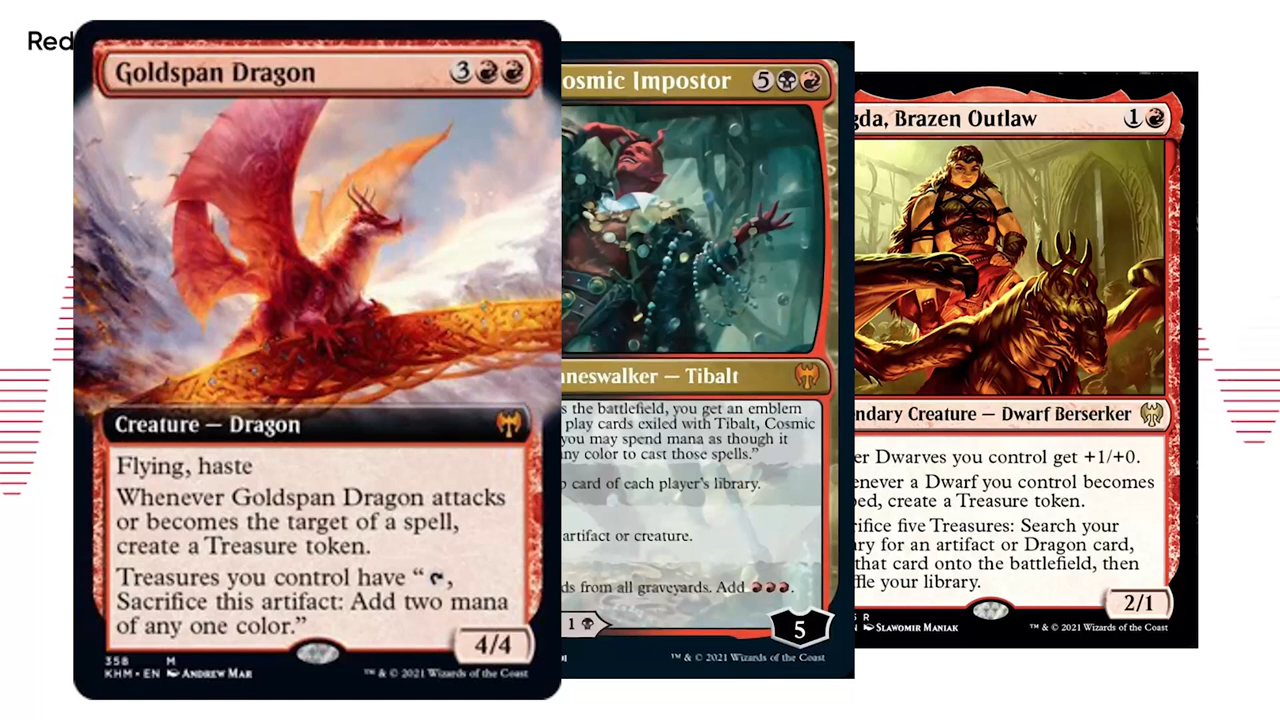 Red
Goldspan Dragon
3
Creature — Dragon
Flying, haste
Whenever Goldspan Dragon attacks
or becomes the target of a spell,
create a Treasure token.
Treasures you control have “ ,
Sacrifice this artifact: Add two mana
of any one color.”
4/4
358 M
KHM • EN Andrew Mar
™ & © 2021 Wizards of the Coast
osmic Impostor
5
neswalker — Tibalt
s the battlefield, you get an emblem
play cards exiled with Tibalt, Cosmic
you may spend mana as though it
ny color to cast those spells.”
card of each player’s library.
artifact or creature.
ds from all graveyards. Add .
1
5
™ & © 2021 Wizards of the Coast
gda, Brazen Outlaw
1
ndary Creature — Dwarf Berserker
er Dwarves you control get +1/+0.
enever a Dwarf you control becomes
ed, create a Treasure token.
rifice five Treasures: Search your
ry for an artifact or Dragon card,
that card onto the battlefield, then
ffle your library.
2/1
R
Slawomir Maniak
™ & © 2021 Wizards of the Coast